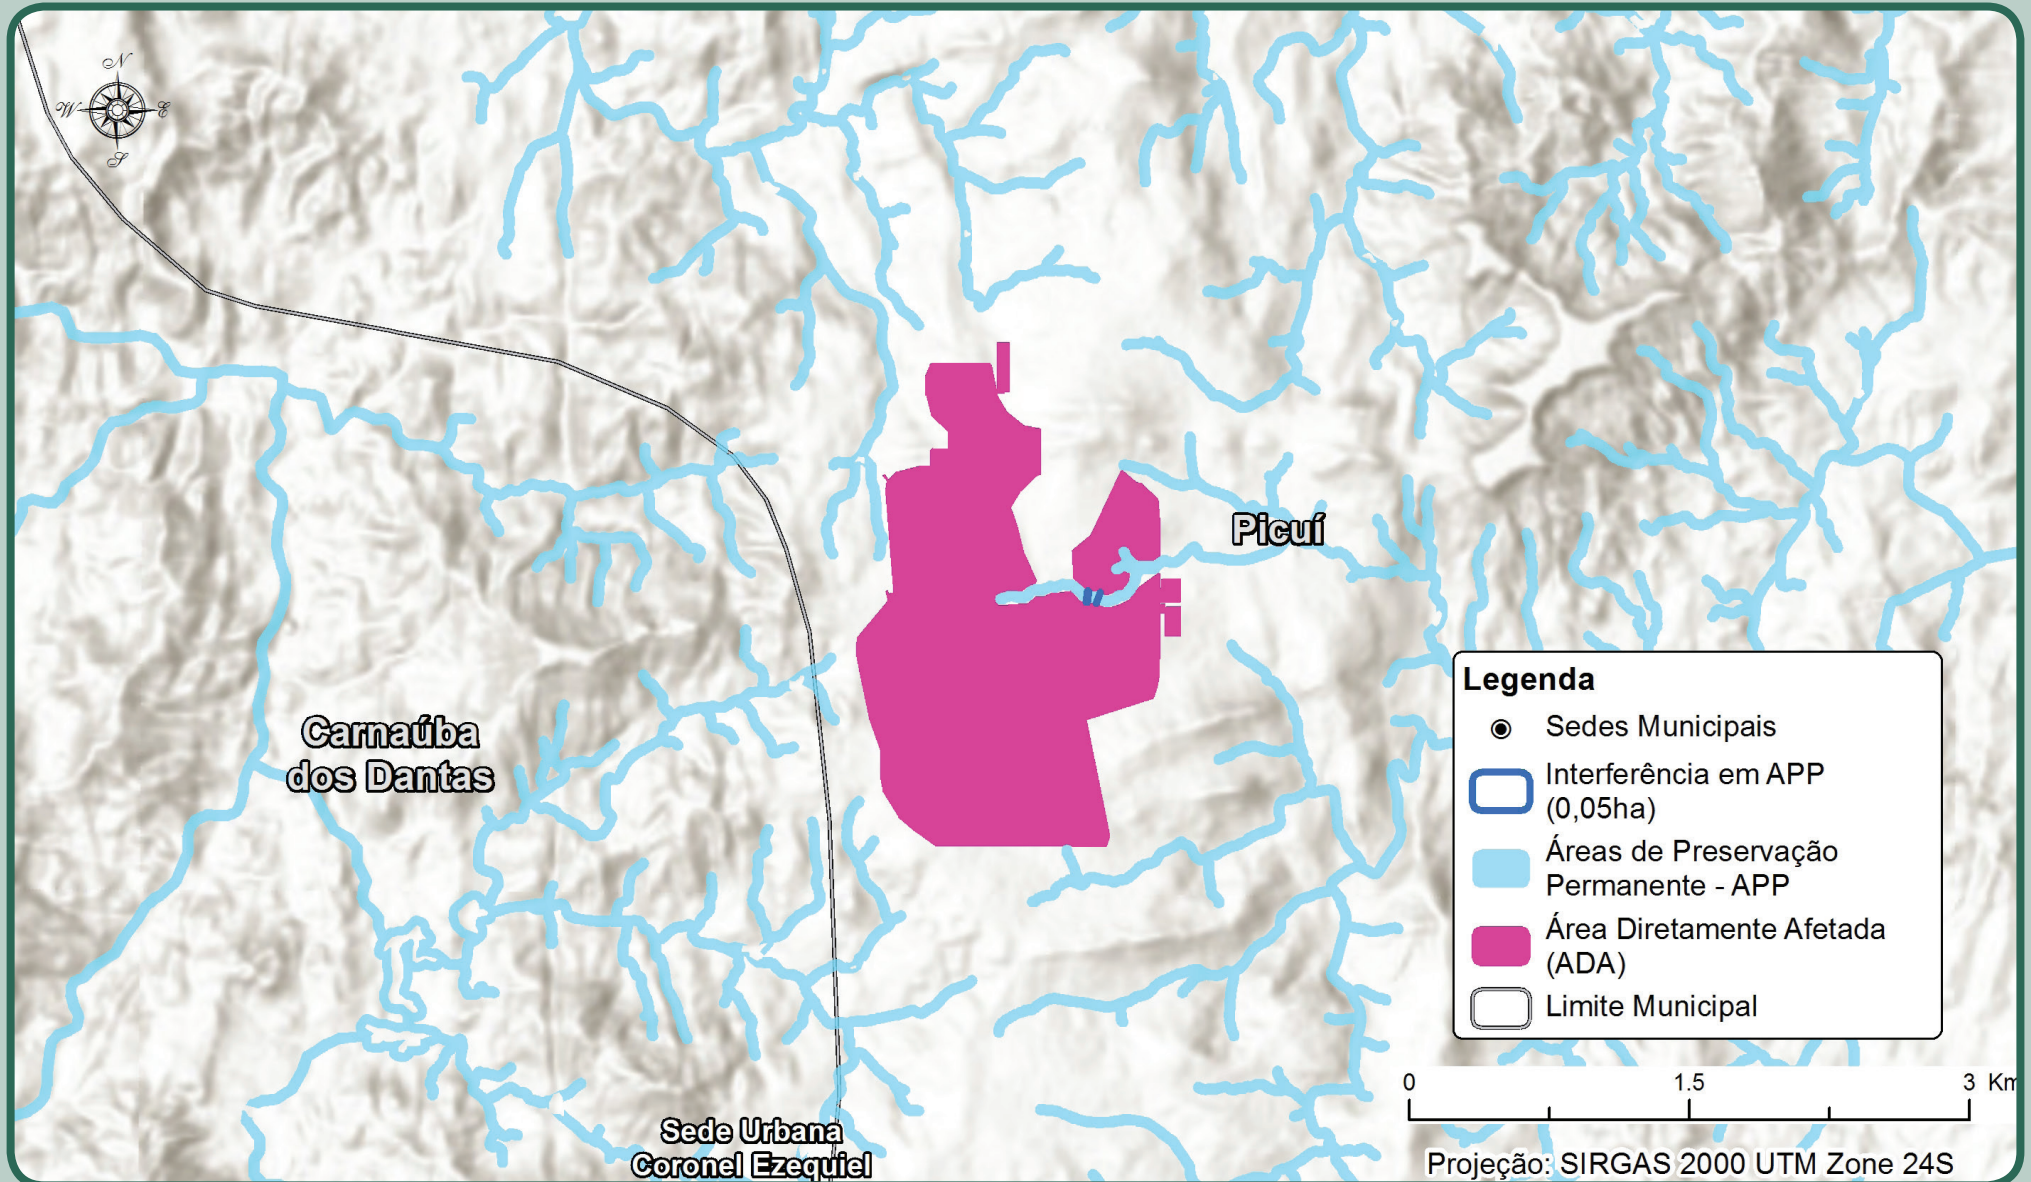 N
W E
S
Picuí
Carnaúba
dos Dantas
Sede Urbana
Coronel Ezequiel
Legenda
Sedes Municipais
Interferência em APP
(0,05ha)
Áreas de Preservação
Permanente - APP
Área Diretamente Afetada
(ADA)
Limite Municipal
0 1.5 3 Km
Projeção: SIRGAS 2000 UTM Zone 24S